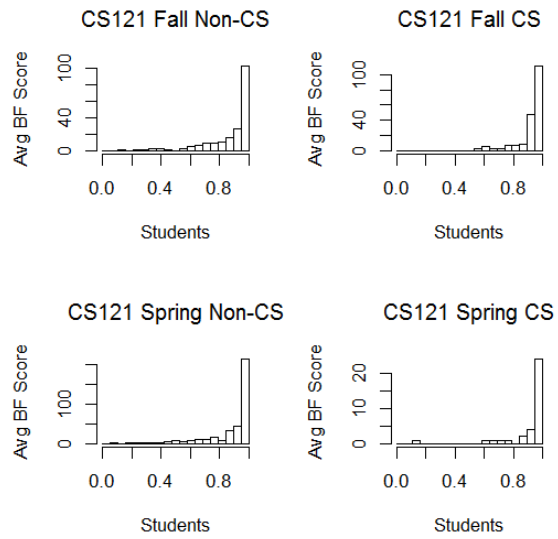 CS121 Fall Non-CS
Avg BF Score
0 40 100
0.0 0.4 0.8
Students
CS121 Fall CS
Avg BF Score
0 40 100
0.0 0.4 0.8
Students
CS121 Spring Non-CS
Avg BF Score
0 100
0.0 0.4 0.8
Students
CS121 Spring CS
Avg BF Score
0 10 20
0.0 0.4 0.8
Students